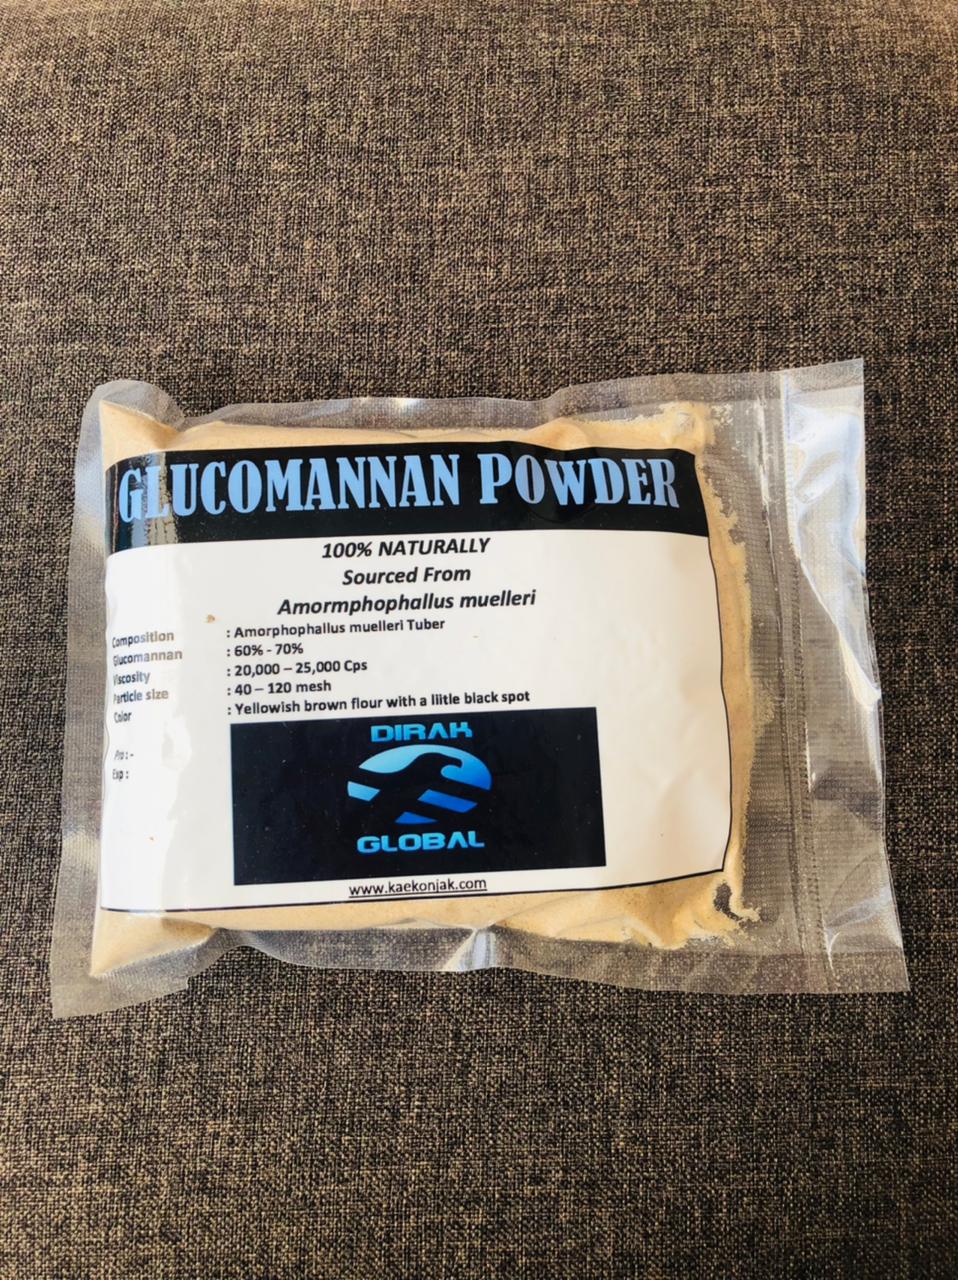 GLUCOMANNAN POWDER
100% NATURALLY
Sourced From
Amormphophallus muelleri
Composition : Amorphophallus muelleri Tuber
Glucomannan : 60% - 70%
Viscosity : 20,000 – 25,000 Cps
Particle size : 40 – 120 mesh
Color : Yellowish brown flour with a liitle black spot
Pro : -
Exp :
DIRAK
GLOBAL
www.kaekonjak.com